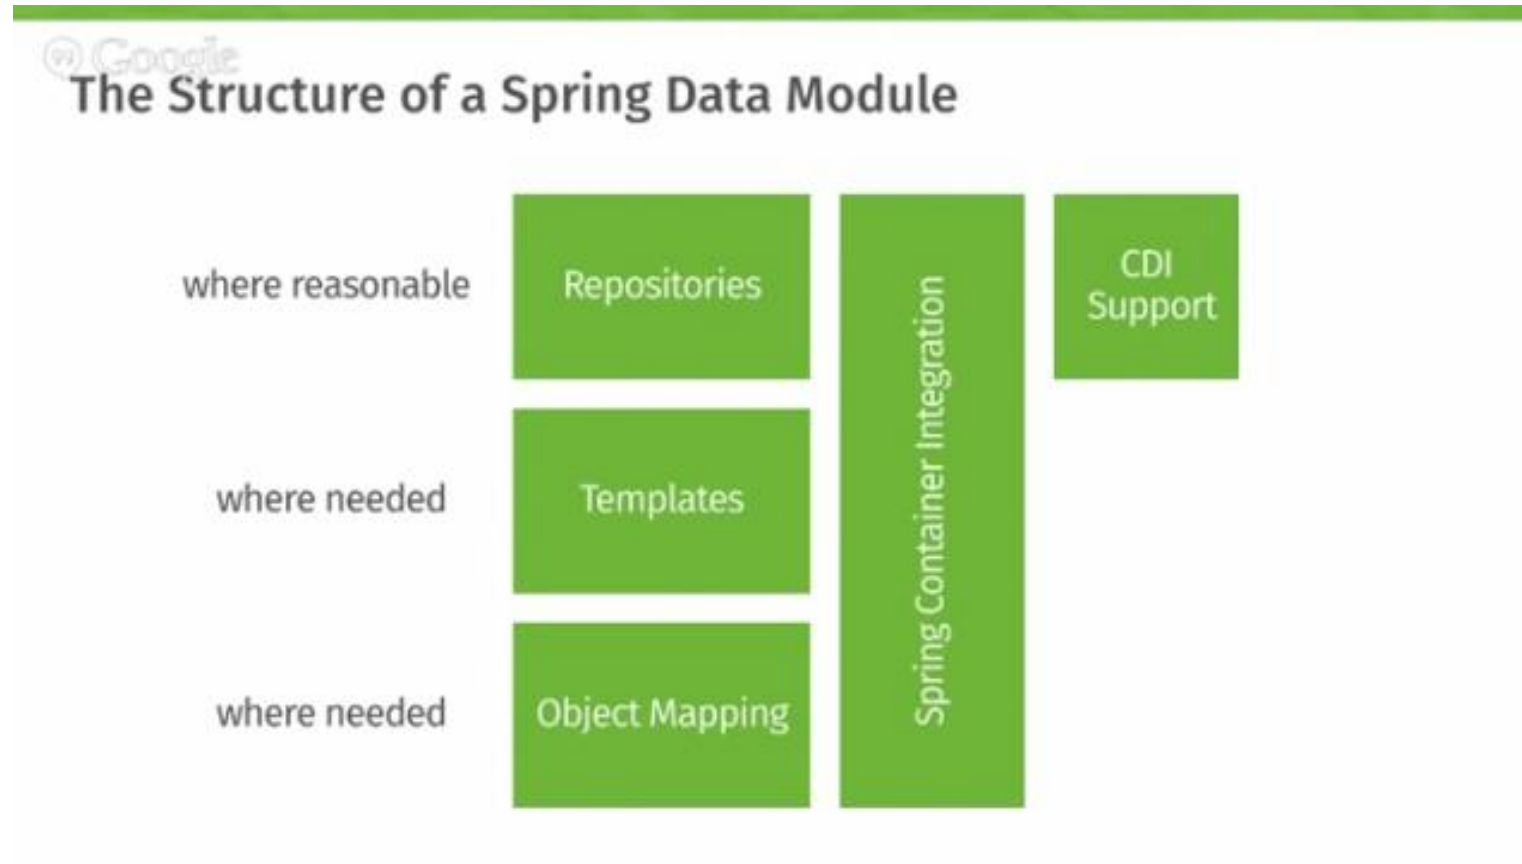 Google
The Structure of a Spring Data Module
where reasonable
Repositories
Spring Container Integration
CDI
Support
where needed
Templates
where needed
Object Mapping